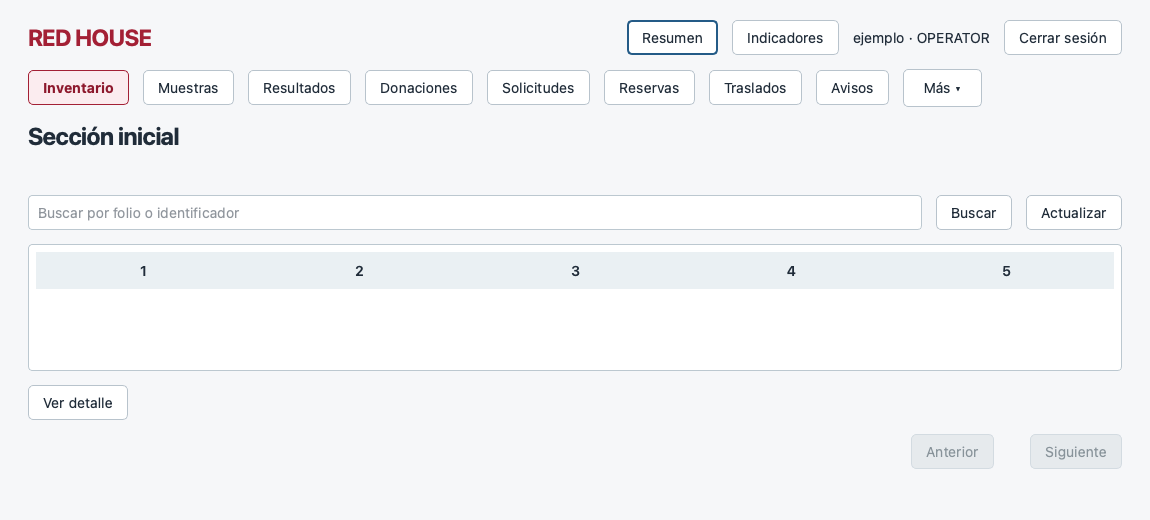 RED HOUSE Resumen Indicadores ejemplo · OPERATOR Cerrar sesión
Inventario Muestras Resultados Donaciones Solicitudes Reservas Traslados Avisos Más ▾
Sección inicial
Buscar por folio o identificador Buscar Actualizar
1 2 3 4 5
Ver detalle
Anterior Siguiente